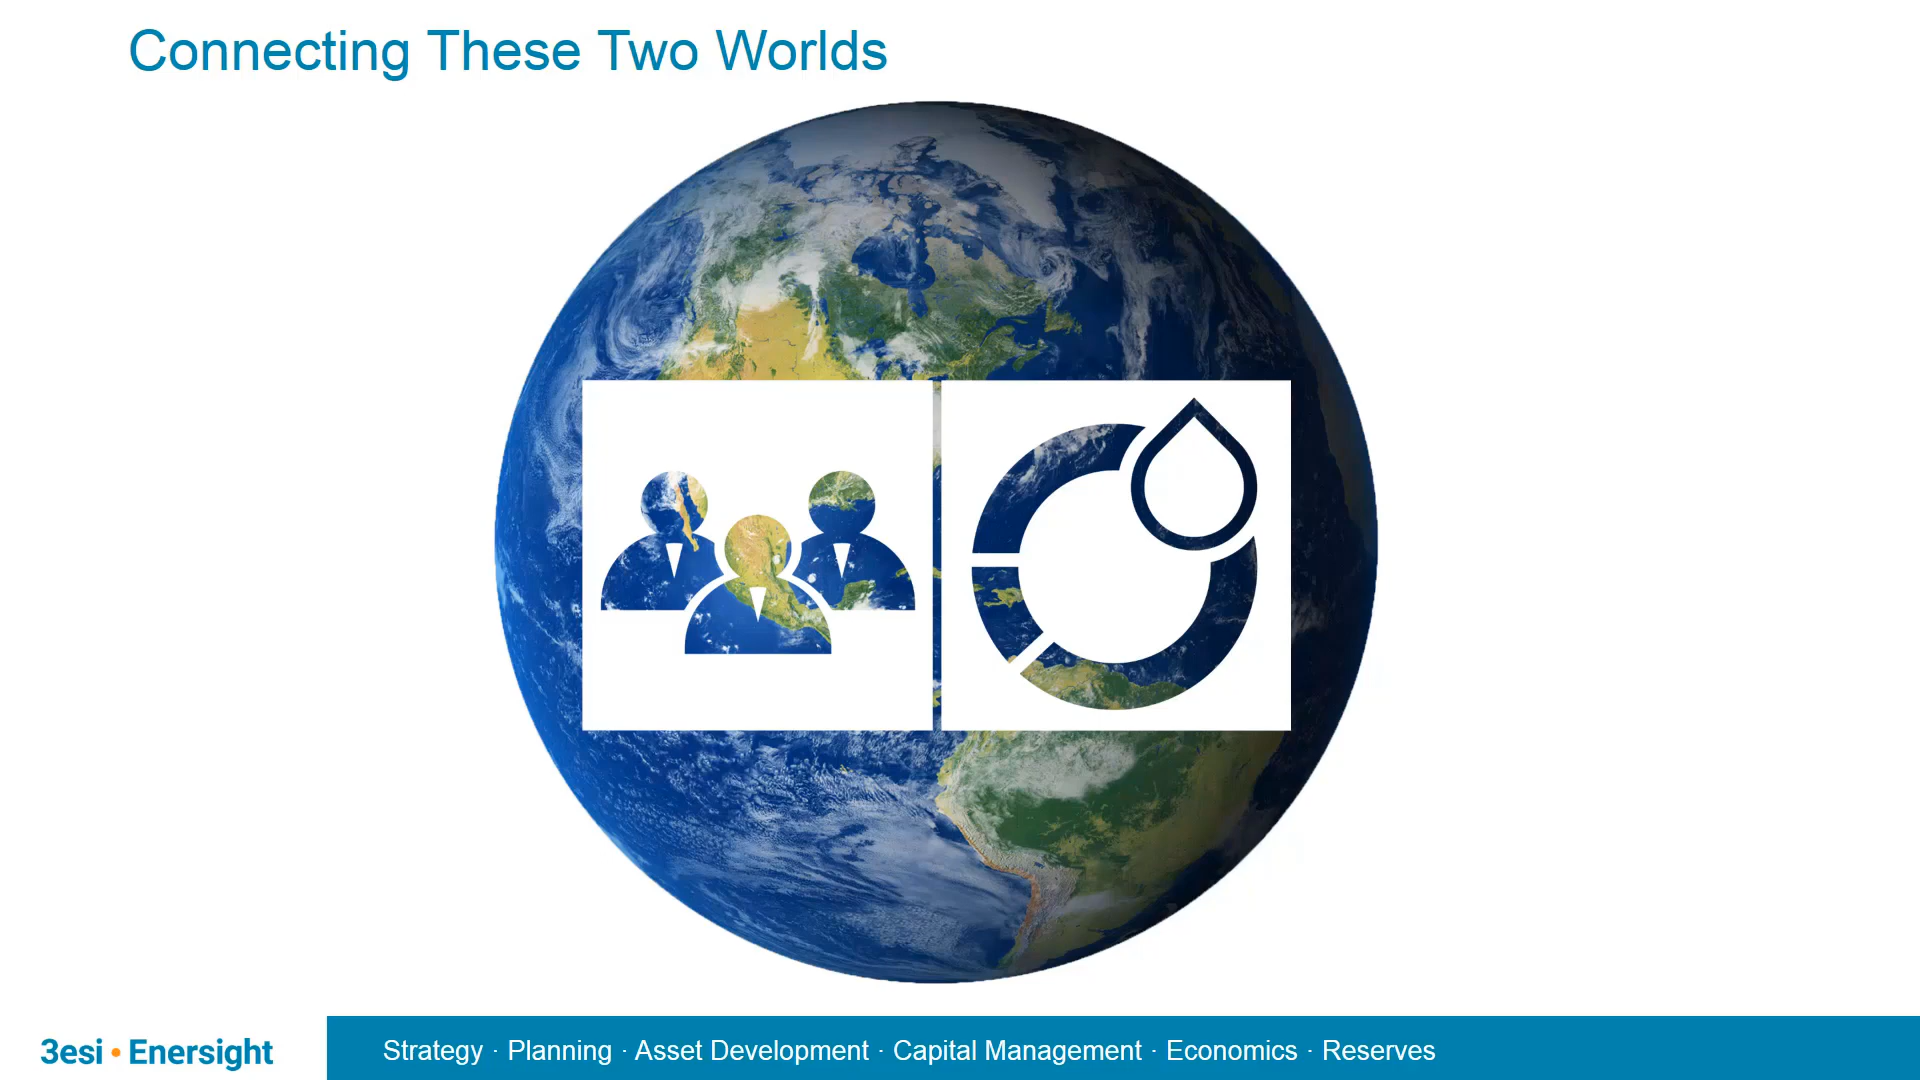 Connecting These Two Worlds
3esi • Enersight
Strategy · Planning · Asset Development · Capital Management · Economics · Reserves